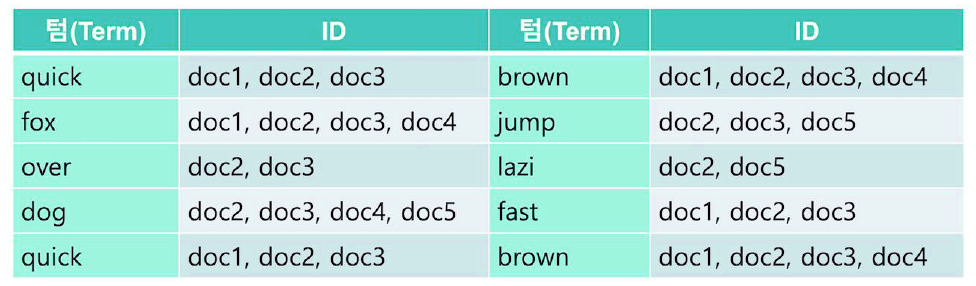 텀(Term) ID 텀(Term) ID
quick doc1, doc2, doc3 brown doc1, doc2, doc3, doc4
fox doc1, doc2, doc3, doc4 jump doc2, doc3, doc5
over doc2, doc3 lazi doc2, doc5
dog doc2, doc3, doc4, doc5 fast doc1, doc2, doc3
quick doc1, doc2, doc3 brown doc1, doc2, doc3, doc4